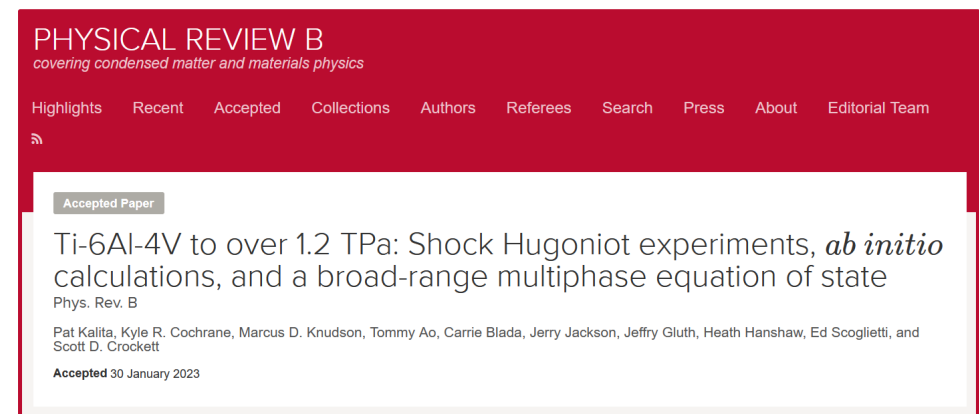 PHYSICAL REVIEW B
covering condensed matter and materials physics
Highlights Recent Accepted Collections Authors Referees Search Press About Editorial Team
Accepted Paper
Ti-6Al-4V to over 1.2 TPa: Shock Hugoniot experiments, ab initio
calculations, and a broad-range multiphase equation of state
Phys. Rev. B
Pat Kalita, Kyle R. Cochrane, Marcus D. Knudson, Tommy Ao, Carrie Blada, Jerry Jackson, Jeffry Gluth, Heath Hanshaw, Ed Scoglietti, and
Scott D. Crockett
Accepted 30 January 2023